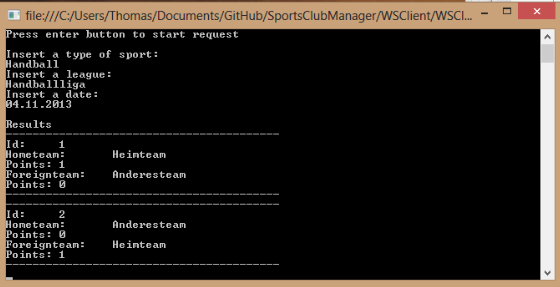 file:///C:/Users/Thomas/Documents/GitHub/SportsClubManager/WSClient/WSCl...
Press enter button to start request
Insert a type of sport:
Handball
Insert a league:
Handballliga
Insert a date:
04.11.2013
Results
-----------------------------------------
Id: 1
Hometeam: Heimteam
Points: 1
Foreignteam: Anderesteam
Points: 0
-----------------------------------------
-----------------------------------------
Id: 2
Hometeam: Anderesteam
Points: 0
Foreignteam: Heimteam
Points: 1
-----------------------------------------